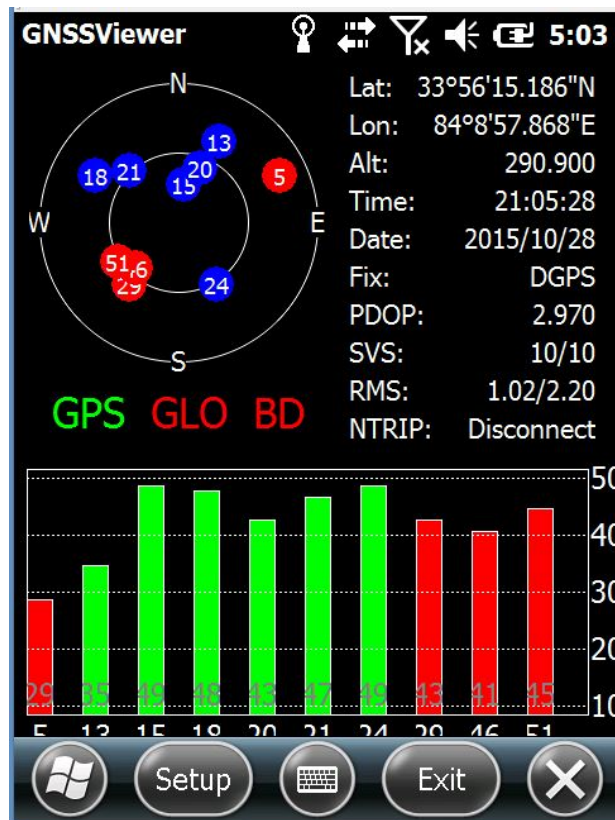 GNSSViewer 5:03
N
W
E
S
13
20
15
18
21
5
51
29
24
Lat: 33°56'15.186"N
Lon: 84°8'57.868"E
Alt: 290.900
Time: 21:05:28
Date: 2015/10/28
Fix: DGPS
PDOP: 2.970
SVS: 10/10
RMS: 1.02/2.20
NTRIP: Disconnect
GPS GLO BD
50
40
30
20
10
29 35 49 48 43 47 49 43 41 45
5 13 15 18 20 21 24 29 46 51
Setup Exit